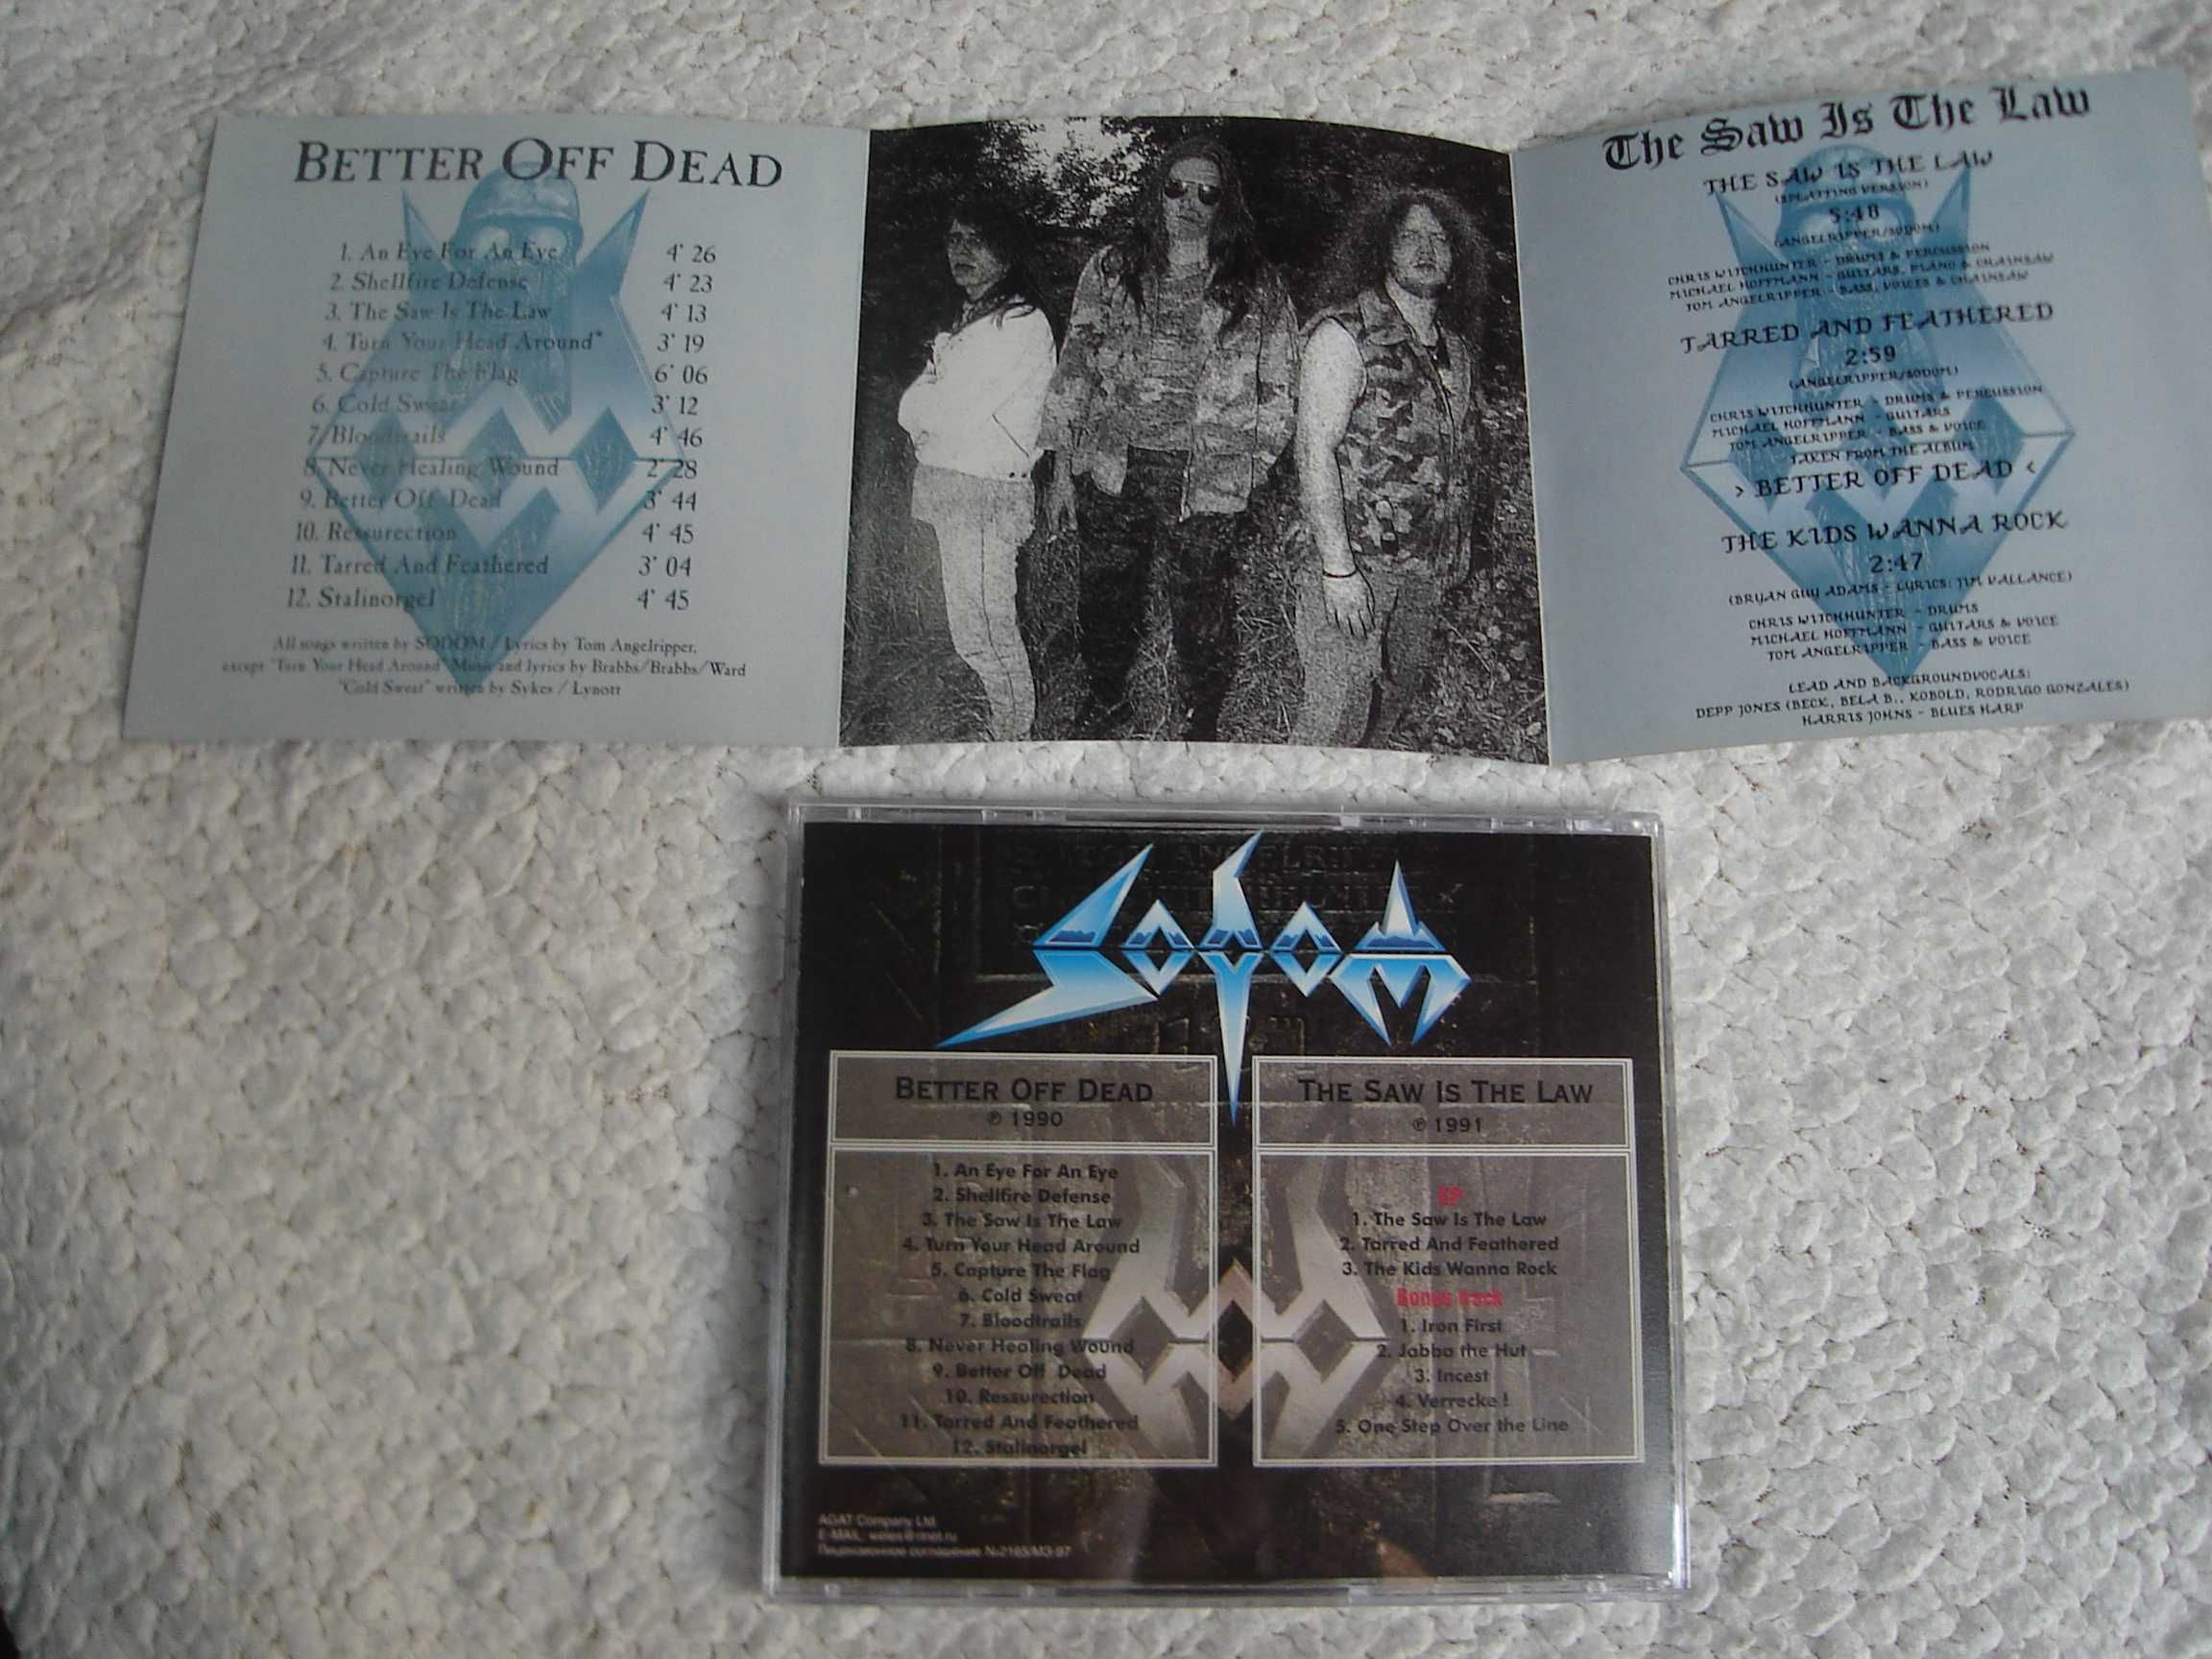 BETTER OFF DEAD
1. An Eye For An Eye 4' 26
2. Shellfire Defense 4' 23
3. The Saw Is The Law 4' 13
4. Turn Your Head Around* 3' 19
5. Capture The Flag 6' 06
6. Cold Sweat 3' 12
7. Bloodtrails 4' 46
8. Never Healing Wound 2' 28
9. Better Off Dead 3' 44
10. Ressurection 4' 45
11. Tarred And Feathered 3' 04
12. Stalinorgel 4' 45
All songs written by SODOM / Lyrics by Tom Angelripper,
except "Turn Your Head Around" Music and lyrics by Brabbs/Brabbs/Ward
"Cold Sweat" written by Sykes / Lynott
The Saw Is The Law
THE SAW IS THE LAW
(SPLATTING VERSION)
5:48
(ANGELRIPPER/SODOM)
CHRIS WITCHHUNTER - DRUMS & PERCUSSION
MICHAEL HOFFMANN - GUITARS, PIANO & CHAINSAW
TOM ANGELRIPPER - BASS, VOICES & CHAINSAW
TARRED AND FEATHERED
2:59
(ANGELRIPPER/SODOM)
CHRIS WITCHHUNTER - DRUMS & PERCUSSION
MICHAEL HOFFMANN - GUITARS
TOM ANGELRIPPER - BASS & VOICE
TAKEN FROM THE ALBUM
> BETTER OFF DEAD <
THE KIDS WANNA ROCK
2:47
(BRYAN GUY ADAMS - LYRICS: JIM VALLANCE)
CHRIS WITCHHUNTER - DRUMS
MICHAEL HOFFMANN - GUITARS & VOICE
TOM ANGELRIPPER - BASS & VOICE
LEAD AND BACKGROUNDVOCALS:
DEPP JONES (BECK, BELA B., KOBOLD, RODRIGO GONZALES)
HARRIS JOHNS - BLUES HARP
SODOM
BETTER OFF DEAD
℗ 1990
1. An Eye For An Eye
2. Shellfire Defense
3. The Saw Is The Law
4. Turn Your Head Around
5. Capture The Flag
6. Cold Sweat
7. Bloodtrails
8. Never Healing Wound
9. Better Off Dead
10. Ressurection
11. Tarred And Feathered
12. Stalinorgel
THE SAW IS THE LAW
℗ 1991
EP
1. The Saw Is The Law
2. Tarred And Feathered
3. The Kids Wanna Rock
Bonus track
1. Iron First
2. Jabba the Hut
3. Incest
4. Verrecke !
5. One Step Over the Line
AGAT Company Ltd.
E-MAIL:
Лицензионное соглашение №2165/МЗ-97